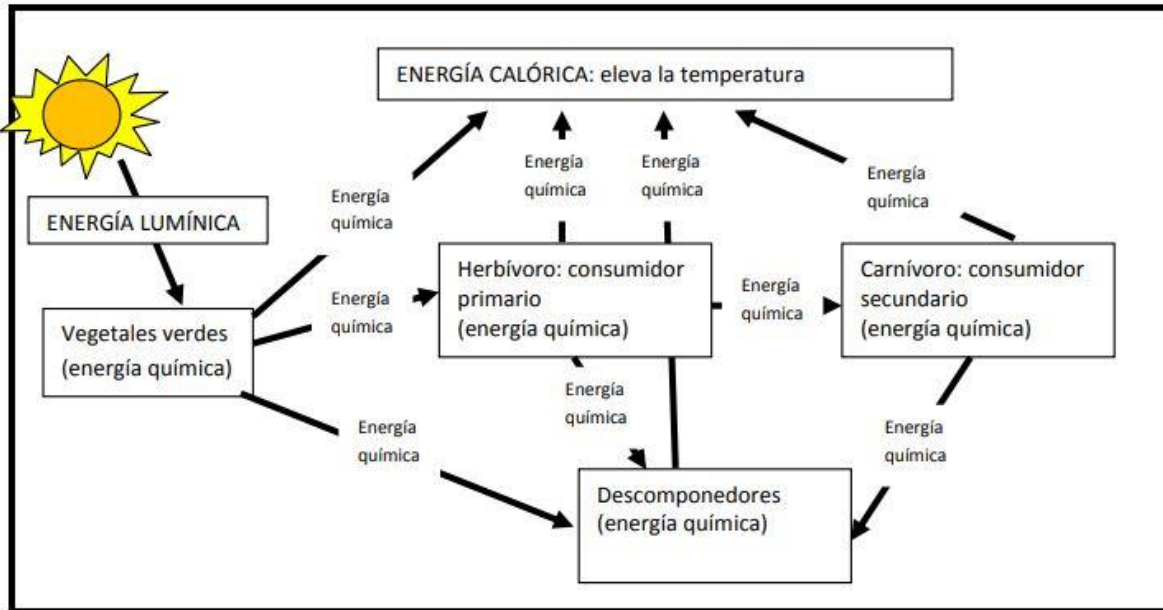 ENERGÍA CALÓRICA: eleva la temperatura
Energía
química
Energía
química
Energía
química
Energía
química
ENERGÍA LUMÍNICA
Herbívoro: consumidor
primario
(energía química)
Carnívoro: consumidor
secundario
(energía química)
Energía
química
Energía
química
Vegetales verdes
(energía química)
Energía
química
Energía
química
Energía
química
Descomponedores
(energía química)